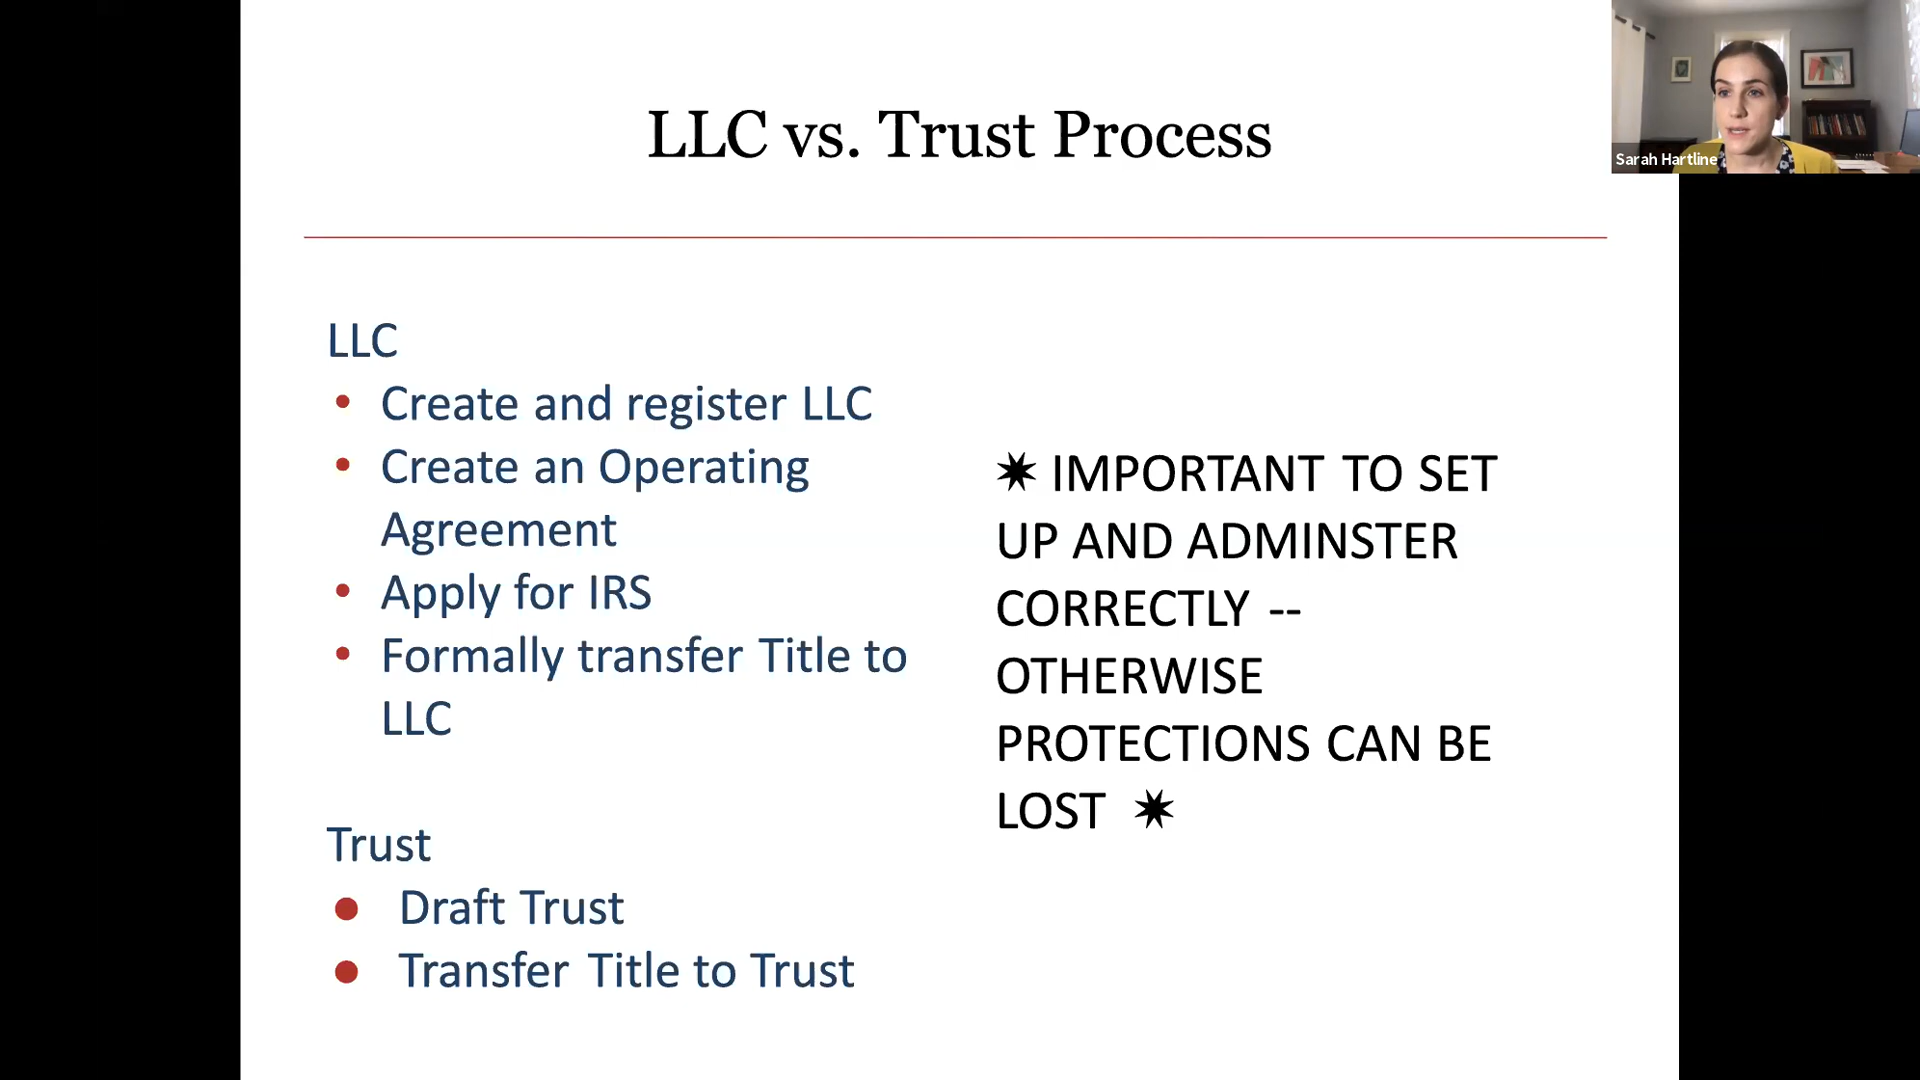 LLC vs. Trust Process
Sarah Hartline
LLC
• Create and register LLC
• Create an Operating
Agreement
• Apply for IRS
• Formally transfer Title to
LLC
Trust
● Draft Trust
● Transfer Title to Trust
✷ IMPORTANT TO SET
UP AND ADMINSTER
CORRECTLY --
OTHERWISE
PROTECTIONS CAN BE
LOST ✷